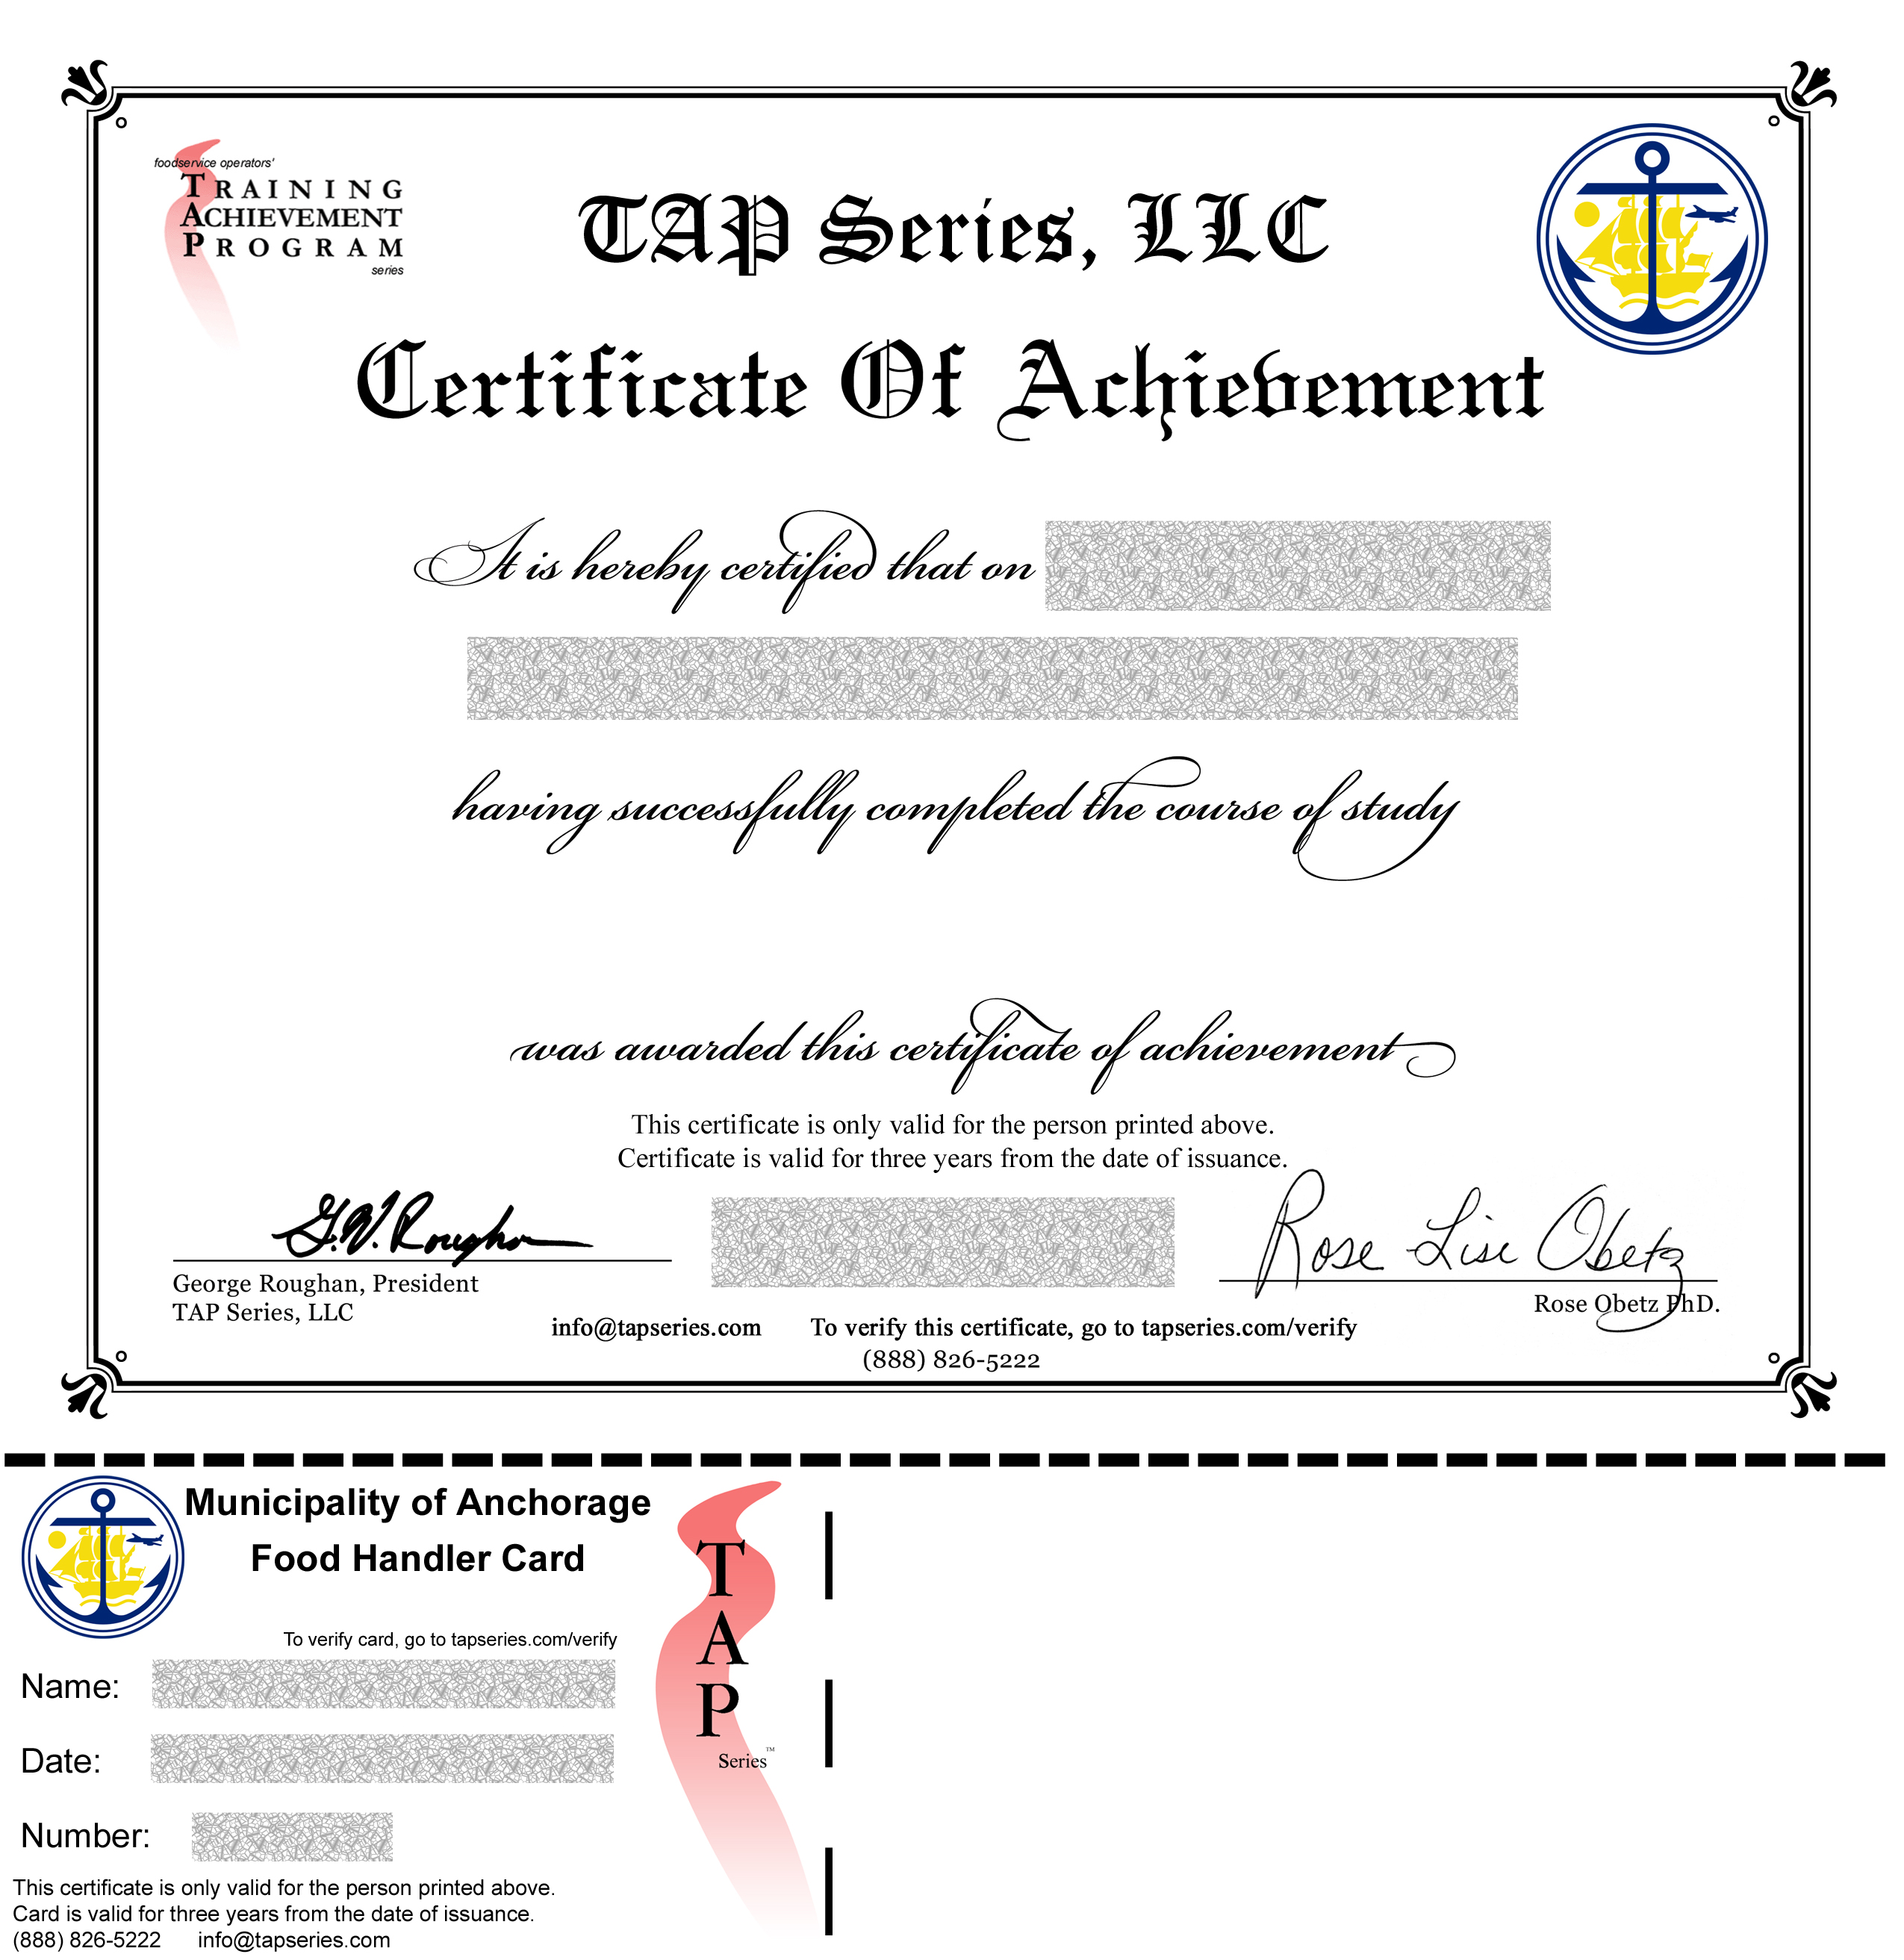 foodservice operators'
TRAINING
ACHIEVEMENT
PROGRAM
series
TAP Series, LLC
Certificate Of Achievement
It is hereby certified that on
having successfully completed the course of study
was awarded this certificate of achievement
This certificate is only valid for the person printed above.
Certificate is valid for three years from the date of issuance.
G.W. Roughan
Rose Lise Obetz
George Roughan, President
TAP Series, LLC
Rose Obetz PhD.
info@tapseries.com To verify this certificate, go to tapseries.com/verify
(888) 826-5222
Municipality of Anchorage
Food Handler Card
To verify card, go to tapseries.com/verify
Name:
Date:
Number:
This certificate is only valid for the person printed above.
Card is valid for three years from the date of issuance.
(888) 826-5222 info@tapseries.com
T
A
P
Series™